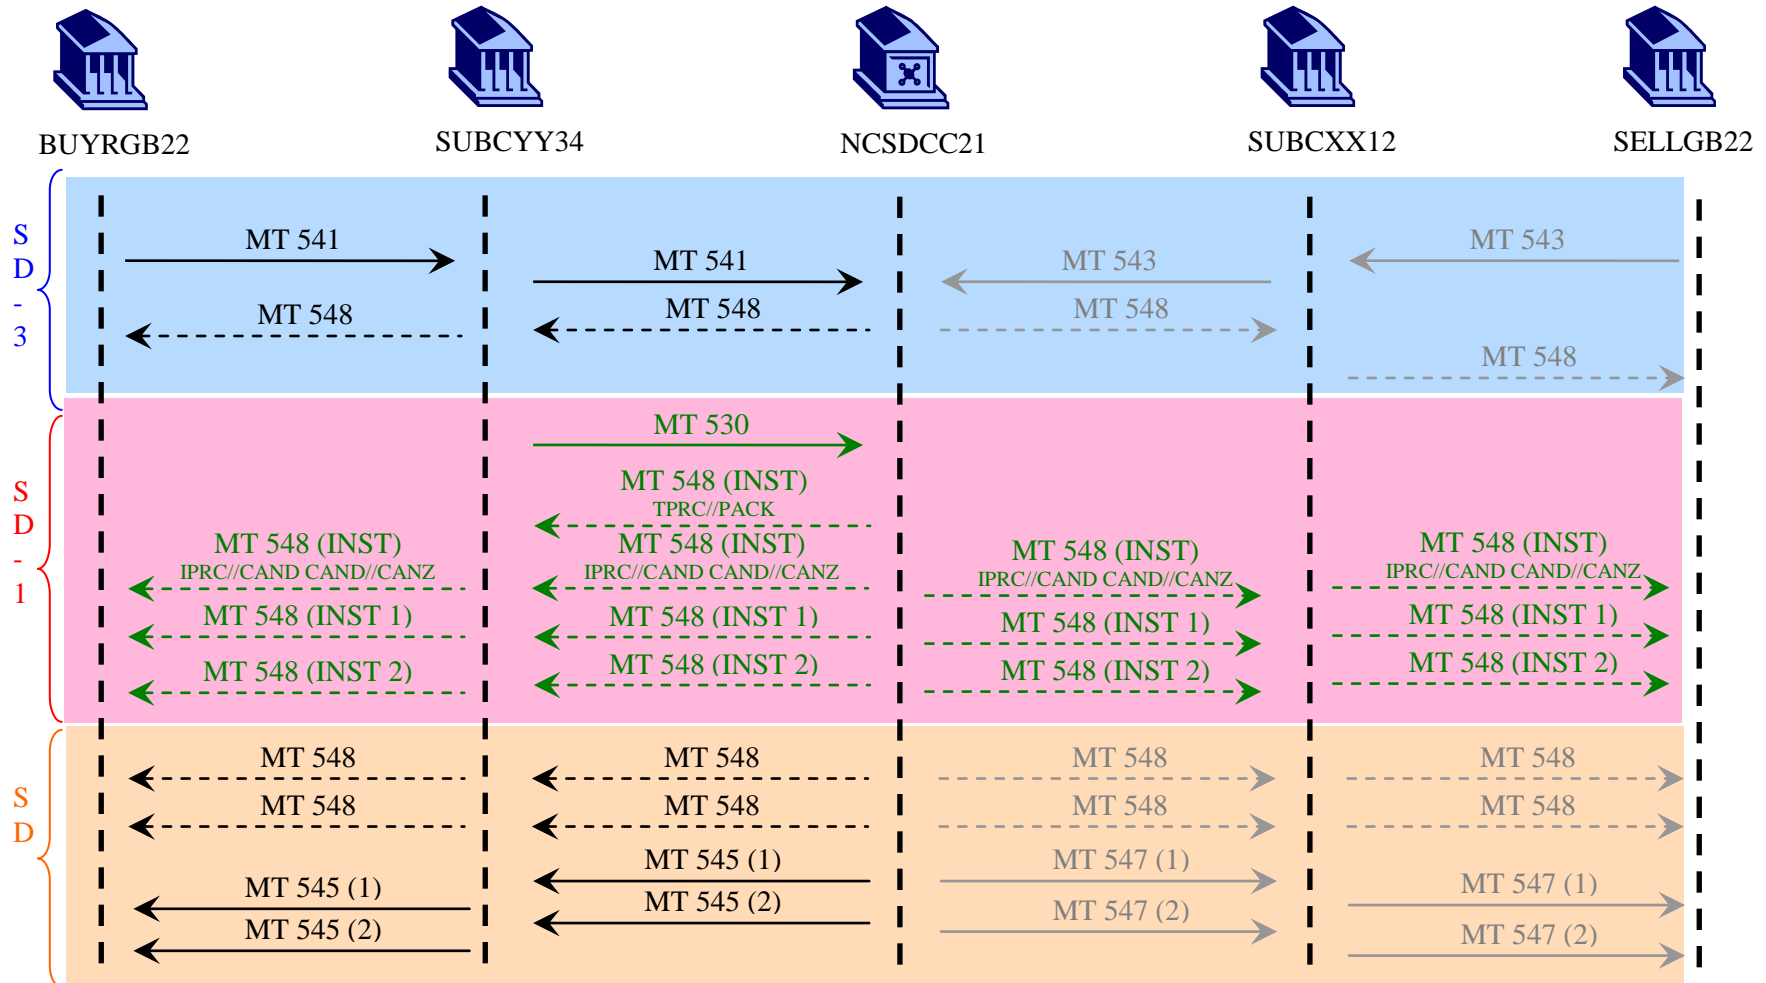 BUYRGB22
SUBCYY34
NCSDCC21
SUBCXX12
SELLGB22
S
D
-
3
MT 541
MT 541
MT 543
MT 543
MT 548
MT 548
MT 548
MT 548
S
D
-
1
MT 530
MT 548 (INST)
TPRC//PACK
MT 548 (INST)
IPRC//CAND CAND//CANZ
MT 548 (INST)
IPRC//CAND CAND//CANZ
MT 548 (INST)
IPRC//CAND CAND//CANZ
MT 548 (INST)
IPRC//CAND CAND//CANZ
MT 548 (INST 1)
MT 548 (INST 1)
MT 548 (INST 1)
MT 548 (INST 1)
MT 548 (INST 2)
MT 548 (INST 2)
MT 548 (INST 2)
MT 548 (INST 2)
S
D
MT 548
MT 548
MT 548
MT 548
MT 548
MT 548
MT 548
MT 548
MT 545 (1)
MT 545 (1)
MT 547 (1)
MT 547 (1)
MT 545 (2)
MT 545 (2)
MT 547 (2)
MT 547 (2)